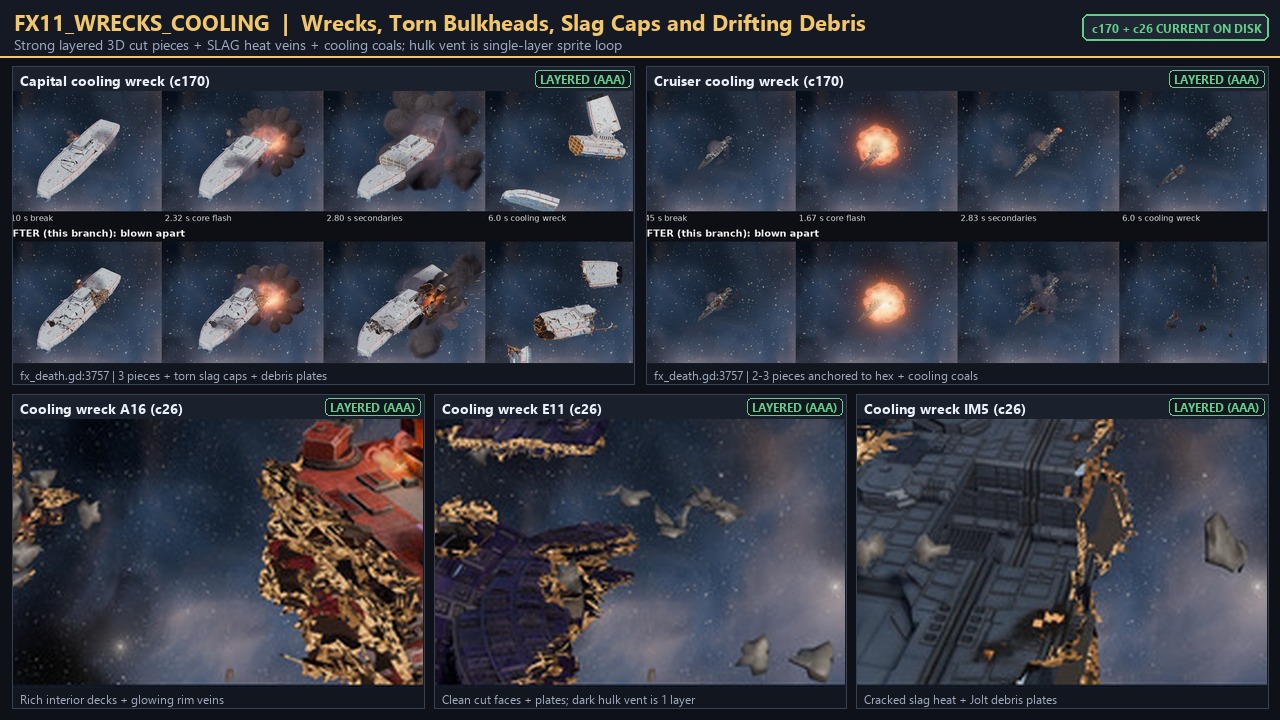 FX11_WRECKS_COOLING | Wrecks, Torn Bulkheads, Slag Caps and Drifting Debris
Strong layered 3D cut pieces + SLAG heat veins + cooling coals; hulk vent is single-layer sprite loop
c170 + c26 CURRENT ON DISK
Capital cooling wreck (c170)
LAYERED (AAA)
10 s break
2.32 s core flash
2.80 s secondaries
6.0 s cooling wreck
FTER (this branch): blown apart
fx_death.gd:3757 | 3 pieces + torn slag caps + debris plates
Cruiser cooling wreck (c170)
LAYERED (AAA)
45 s break
1.67 s core flash
2.83 s secondaries
6.0 s cooling wreck
FTER (this branch): blown apart
fx_death.gd:3757 | 2-3 pieces anchored to hex + cooling coals
Cooling wreck A16 (c26)
LAYERED (AAA)
Rich interior decks + glowing rim veins
Cooling wreck E11 (c26)
LAYERED (AAA)
Clean cut faces + plates; dark hulk vent is 1 layer
Cooling wreck IM5 (c26)
LAYERED (AAA)
Cracked slag heat + Jolt debris plates